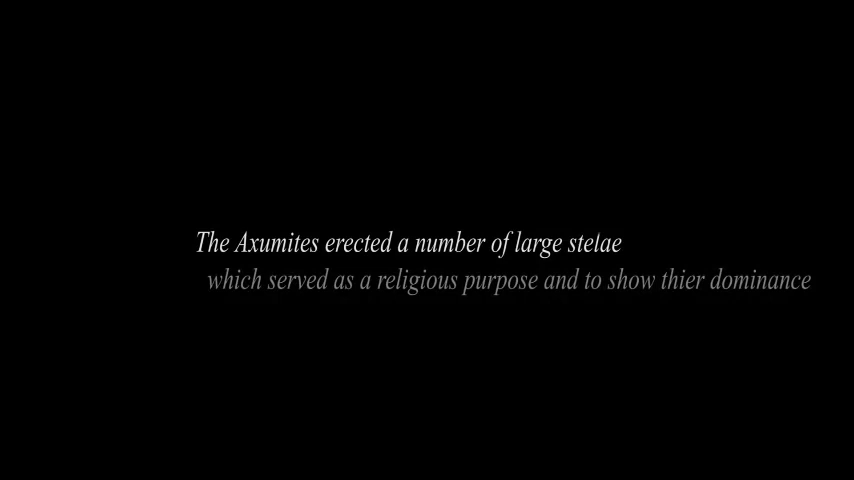 The Axumites erected a number of large stelae
which served as a religious purpose and to show thier dominance